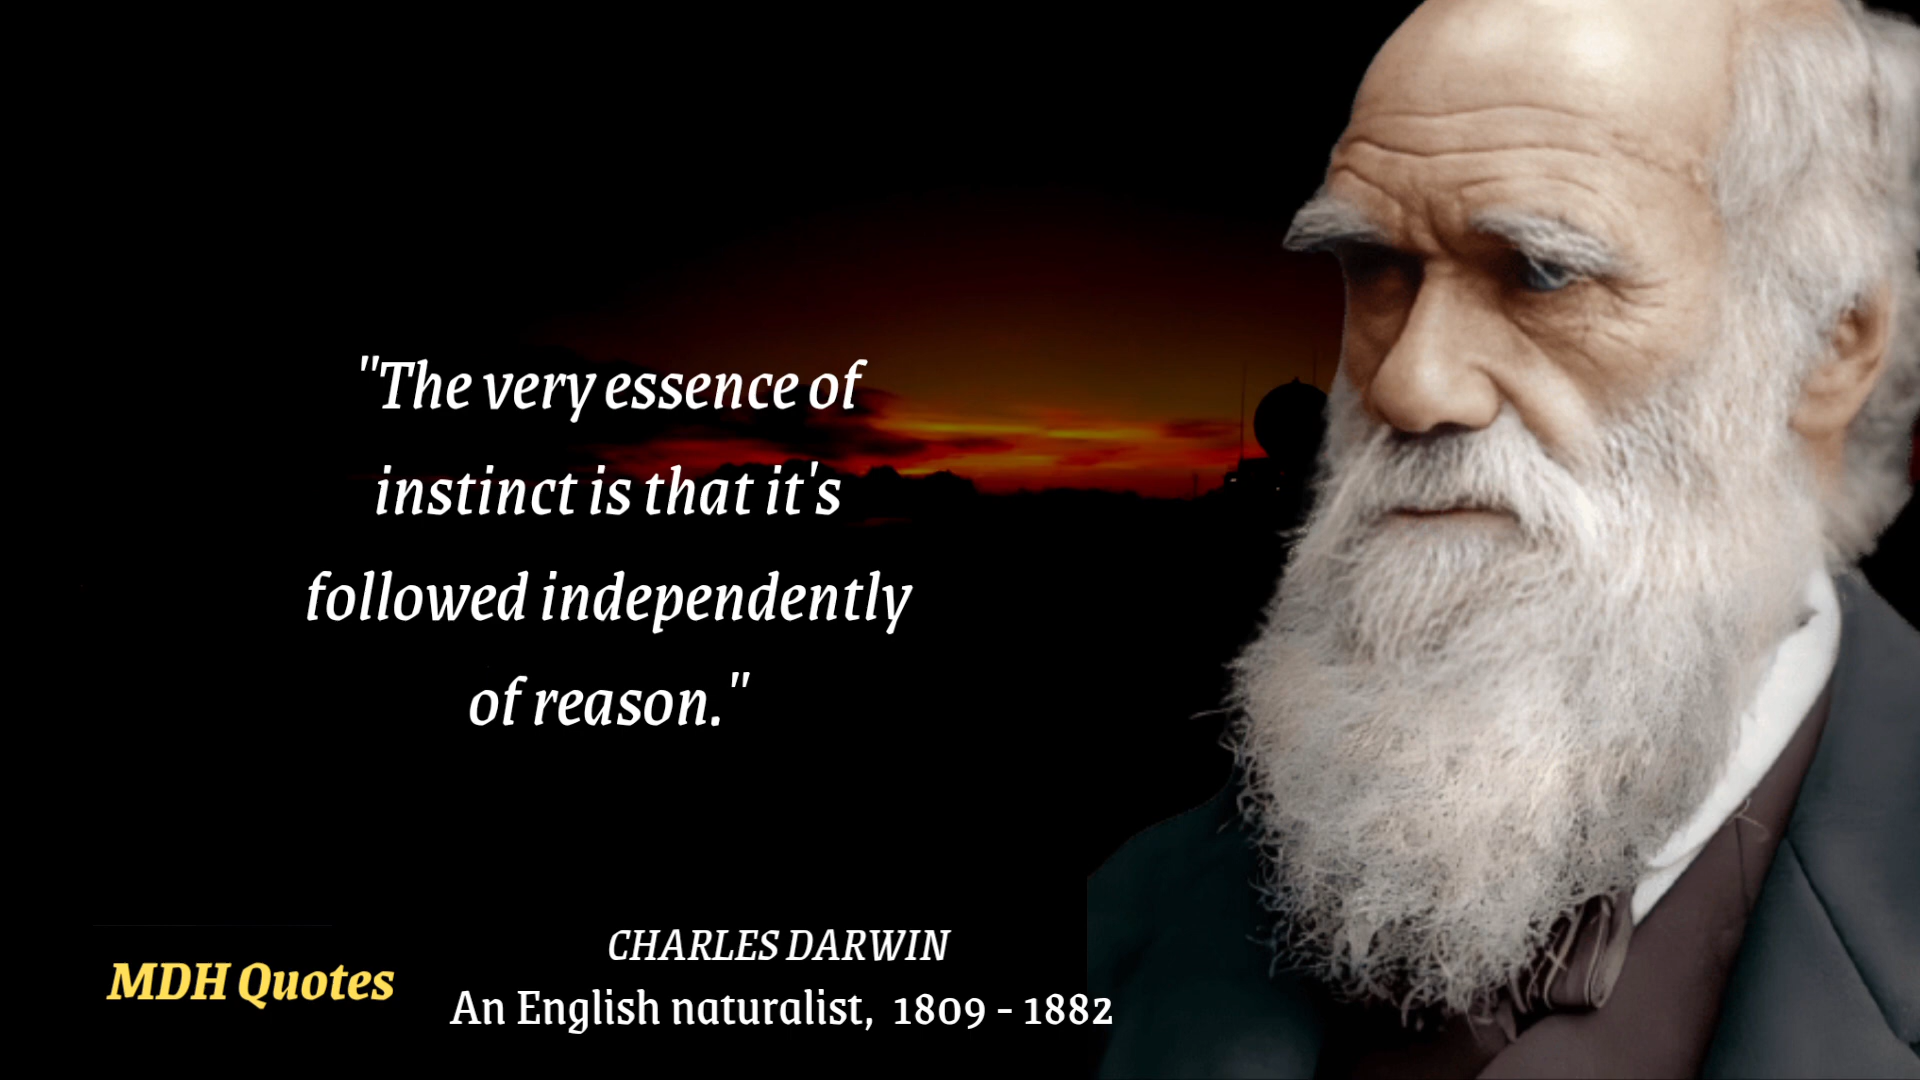 "The very essence of
instinct is that it's
followed independently
of reason."
CHARLES DARWIN
MDH Quotes
An English naturalist, 1809 - 1882